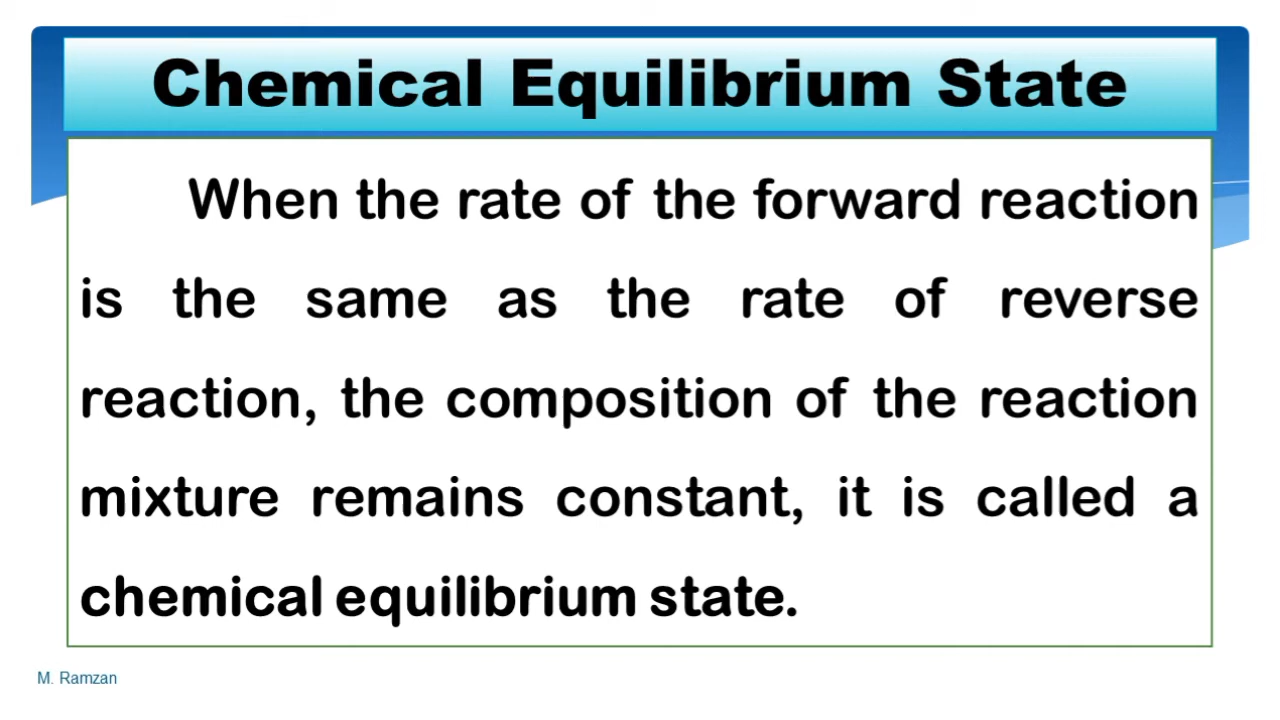 Chemical Equilibrium State
When the rate of the forward reaction
is the same as the rate of reverse
reaction, the composition of the reaction
mixture remains constant, it is called a
chemical equilibrium state.
M. Ramzan